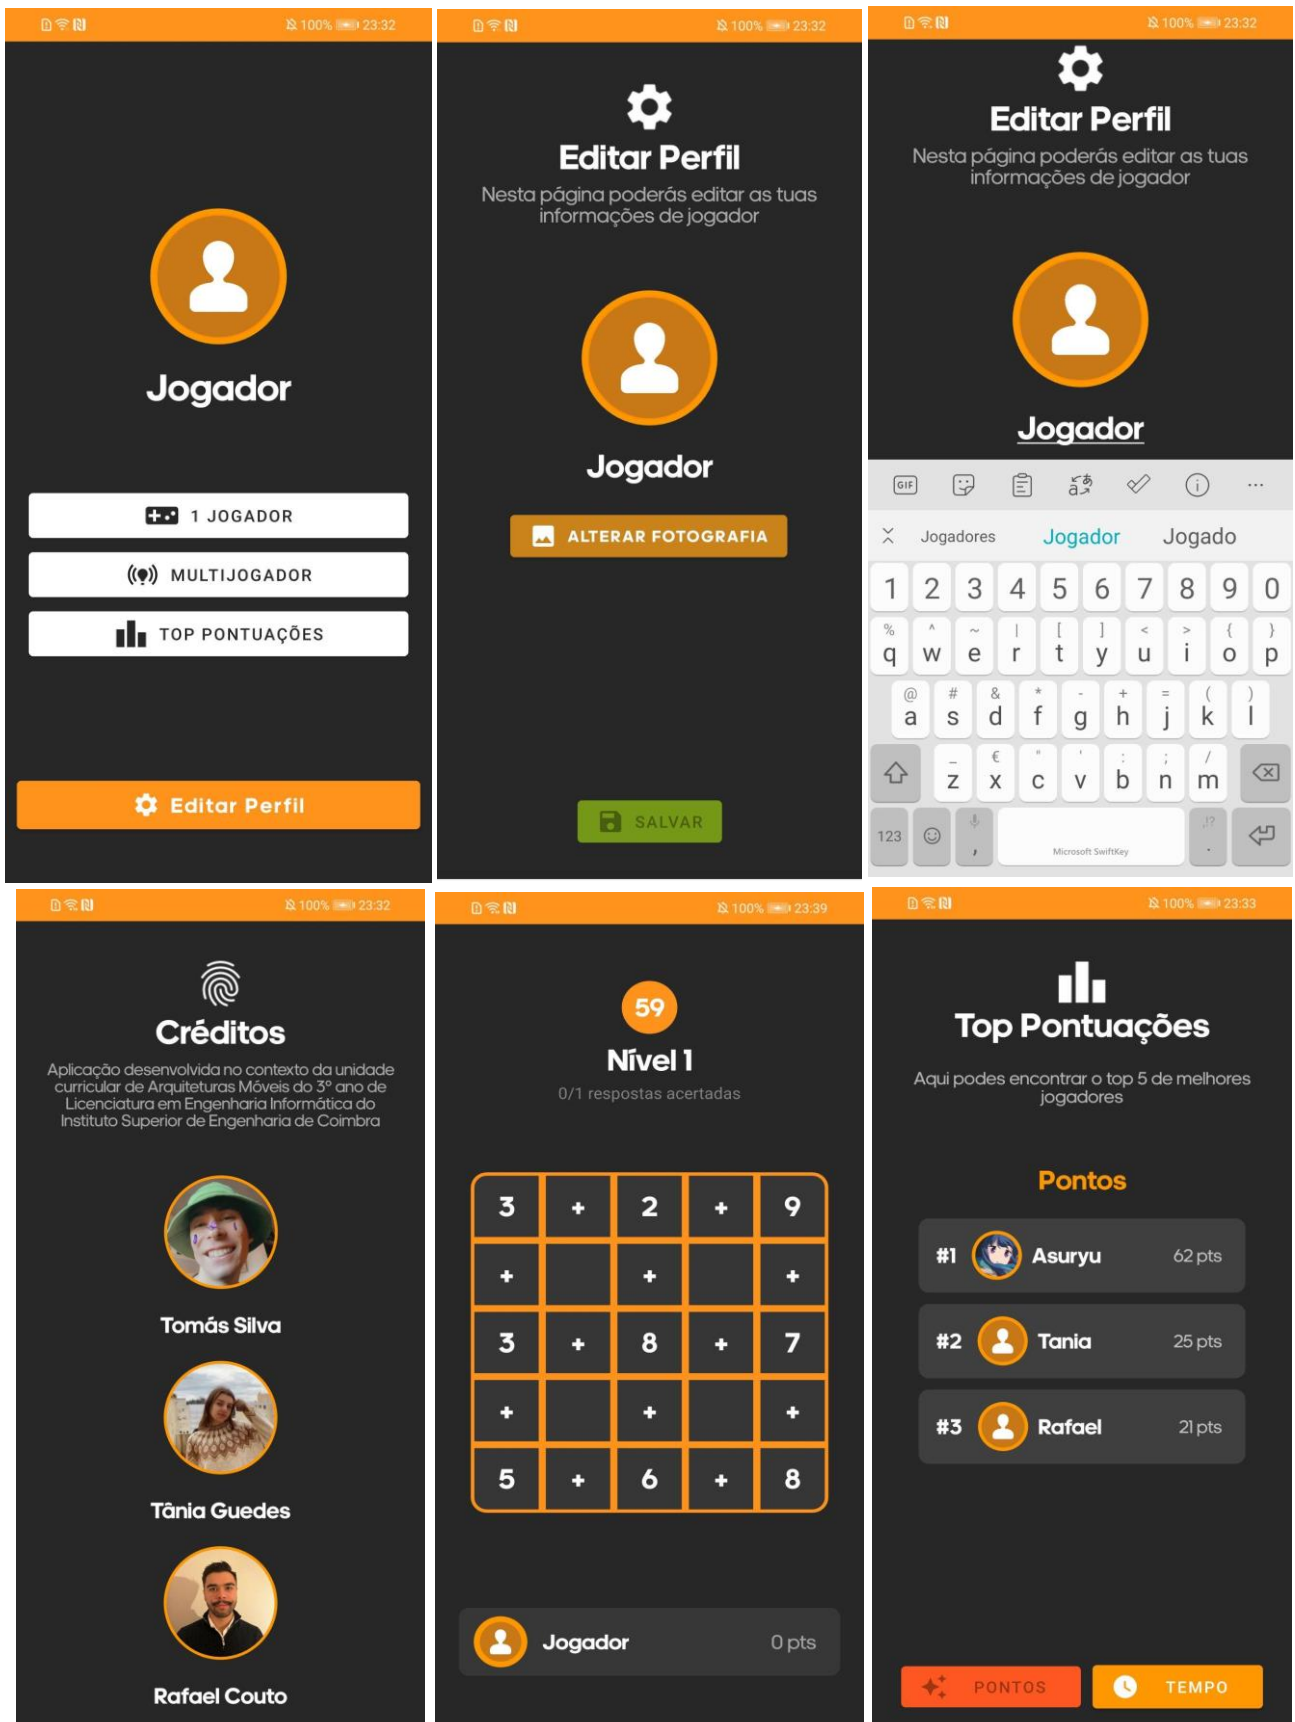 100% 23:32
Jogador
1 JOGADOR
MULTIJOGADOR
TOP PONTUAÇÕES
Editar Perfil
100% 23:32
Editar Perfil
Nesta página poderás editar as tuas
informações de jogador
Jogador
ALTERAR FOTOGRAFIA
SALVAR
100% 23:32
Editar Perfil
Nesta página poderás editar as tuas
informações de jogador
Jogador
GIF
Jogadores Jogador Jogado
1 2 3 4 5 6 7 8 9 0
% ^ ~ | [ ] < > { }
q w e r t y u i o p
@ # & * - + = ( )
a s d f g h j k l
_ € " ' : ; /
z x c v b n m
123 , Microsoft SwiftKey ,!? .
100% 23:32
Créditos
Aplicação desenvolvida no contexto da unidade
curricular de Arquiteturas Móveis do 3º ano de
Licenciatura em Engenharia Informática do
Instituto Superior de Engenharia de Coimbra
Tomás Silva
Tânia Guedes
Rafael Couto
100% 23:39
59
Nível 1
0/1 respostas acertadas
3 + 2 + 9
+ + +
3 + 8 + 7
+ + +
5 + 6 + 8
Jogador 0 pts
100% 23:33
Top Pontuações
Aqui podes encontrar o top 5 de melhores
jogadores
Pontos
#1 Asuryu 62 pts
#2 Tania 25 pts
#3 Rafael 21 pts
PONTOS TEMPO